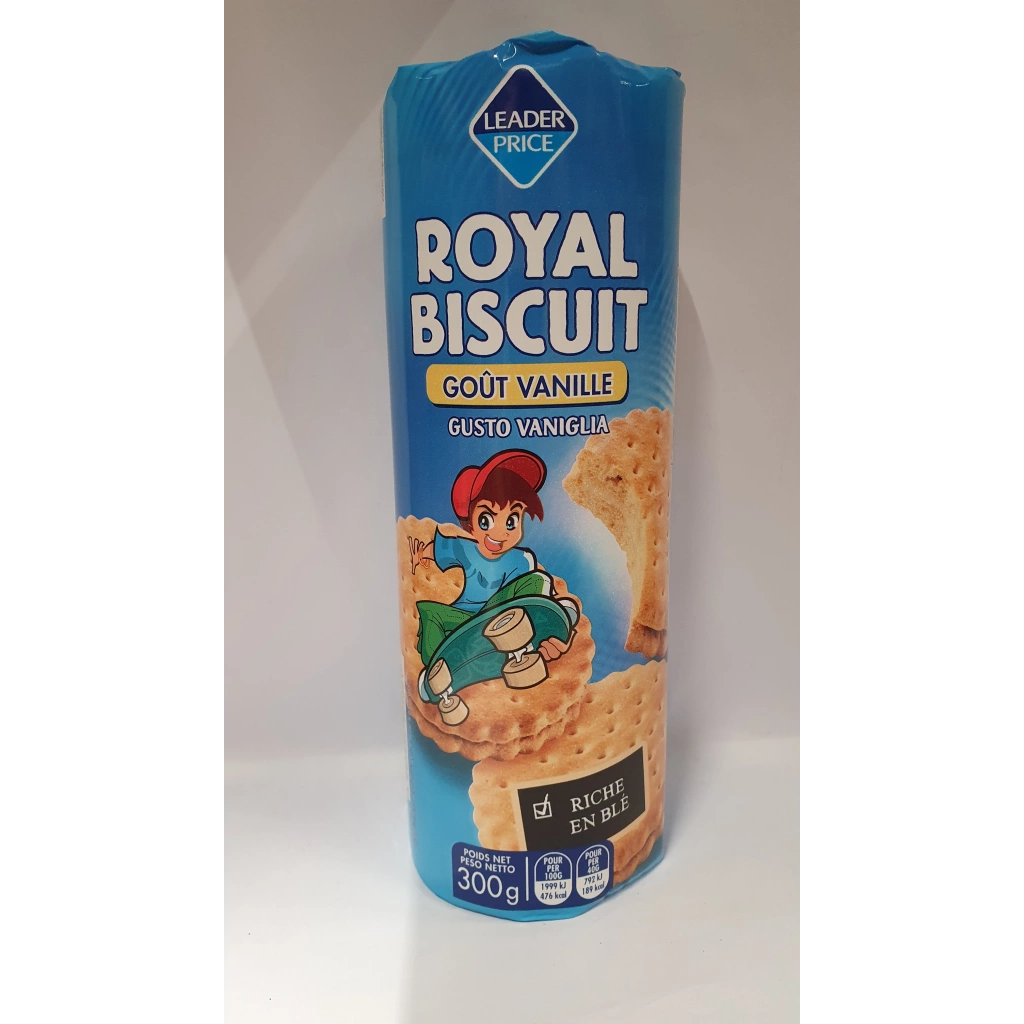 LEADER
PRICE
ROYAL
BISCUIT
GOÛT VANILLE
GUSTO VANIGLIA
RICHE
EN BLÉ
POIDS NET
PESO NETTO
300g
POUR
PER
100G
1999 kJ
476 kcal
POUR
PER
40G
792 kJ
189 kcal